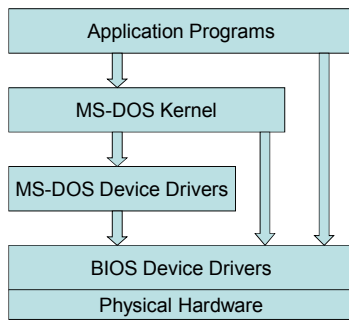 Application Programs
MS-DOS Kernel
MS-DOS Device Drivers
BIOS Device Drivers
Physical Hardware